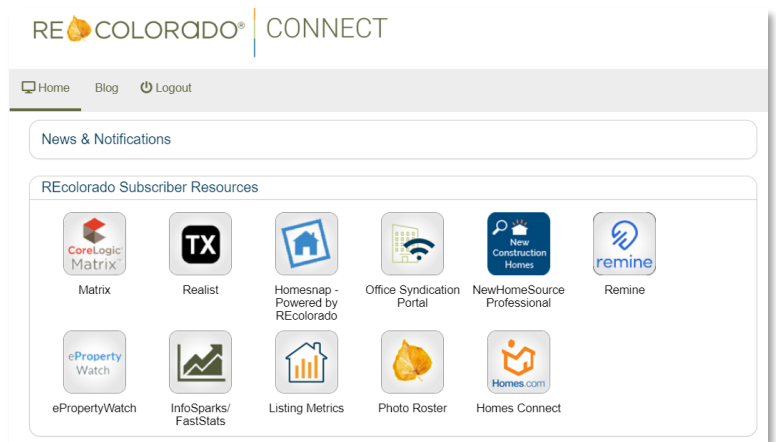 RE COLORADO® CONNECT
Home Blog Logout
News & Notifications
REcolorado Subscriber Resources
CoreLogic
Matrix™
TX
New
Construction
Homes
remine
Matrix
Realist
Homesnap -
Powered by
REcolorado
Office Syndication
Portal
NewHomeSource
Professional
Remine
eProperty
Watch
Homes.com
ePropertyWatch
InfoSparks/
FastStats
Listing Metrics
Photo Roster
Homes Connect